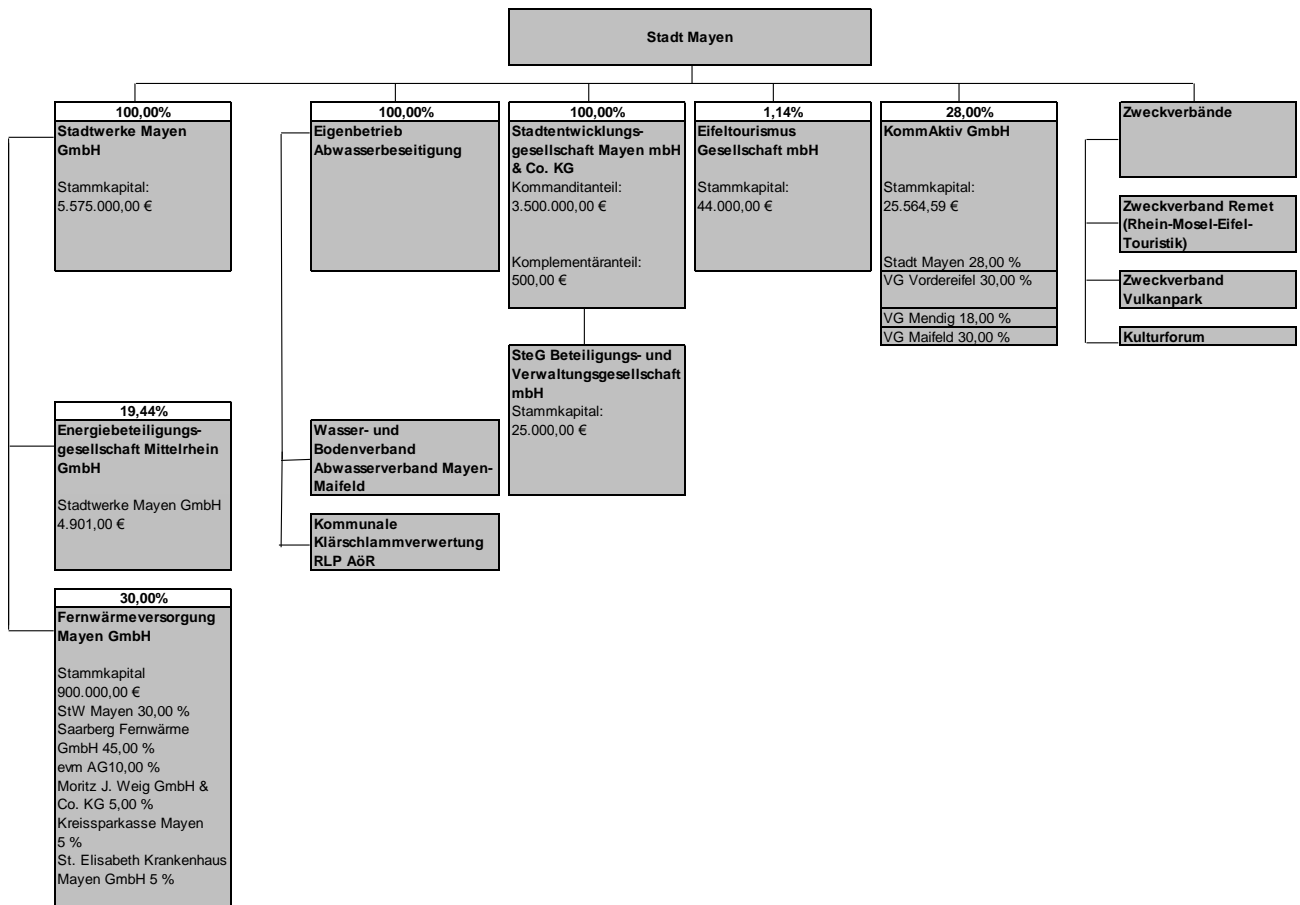 Stadt Mayen
100,00%
Stadtwerke Mayen
GmbH
Stammkapital:
5.575.000,00 €
19,44%
Energiebeteiligungs-
gesellschaft Mittelrhein
GmbH
Stadtwerke Mayen GmbH
4.901,00 €
30,00%
Fernwärmeversorgung
Mayen GmbH
Stammkapital
900.000,00 €
StW Mayen 30,00 %
Saarberg Fernwärme
GmbH 45,00 %
evm AG10,00 %
Moritz J. Weig GmbH &
Co. KG 5,00 %
Kreissparkasse Mayen
5 %
St. Elisabeth Krankenhaus
Mayen GmbH 5 %
100,00%
Eigenbetrieb
Abwasserbeseitigung
Wasser- und
Bodenverband
Abwasserverband Mayen-
Maifeld
Kommunale
Klärschlammverwertung
RLP AöR
100,00%
Stadtentwicklungs-
gesellschaft Mayen mbH
& Co. KG
Kommanditanteil:
3.500.000,00 €
Komplementäranteil:
500,00 €
SteG Beteiligungs- und
Verwaltungsgesellschaft
mbH
Stammkapital:
25.000,00 €
1,14%
Eifeltourismus
Gesellschaft mbH
Stammkapital:
44.000,00 €
28,00%
KommAktiv GmbH
Stammkapital:
25.564,59 €
Stadt Mayen 28,00 %
VG Vordereifel 30,00 %
VG Mendig 18,00 %
VG Maifeld 30,00 %
Zweckverbände
Zweckverband Remet
(Rhein-Mosel-Eifel-
Touristik)
Zweckverband
Vulkanpark
Kulturforum